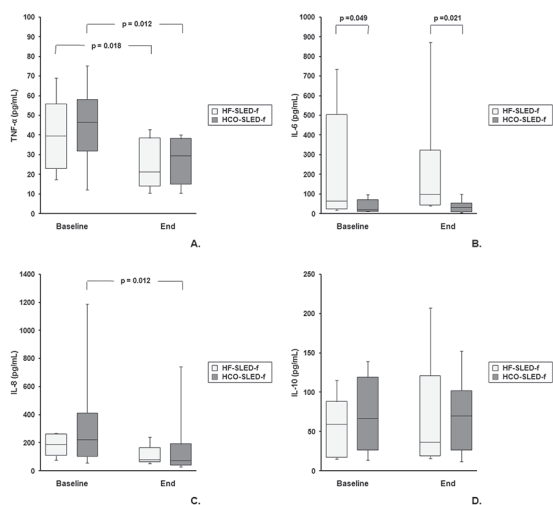 p = 0.012
p = 0.018
100
90
80
70
60
50
40
30
20
10
0
TNF-α (pg/mL)
HF-SLED-f
HCO-SLED-f
Baseline End
A.
p =0.049 p =0.021
1000
900
800
700
600
500
400
300
200
100
0
IL-6 (pg/mL)
HF-SLED-f
HCO-SLED-f
Baseline End
B.
p = 0.012
1400
1200
1000
800
600
400
200
0
IL-8 (pg/mL)
HF-SLED-f
HCO-SLED-f
Baseline End
C.
250
200
150
100
50
0
IL-10 (pg/mL)
HF-SLED-f
HCO-SLED-f
Baseline End
D.